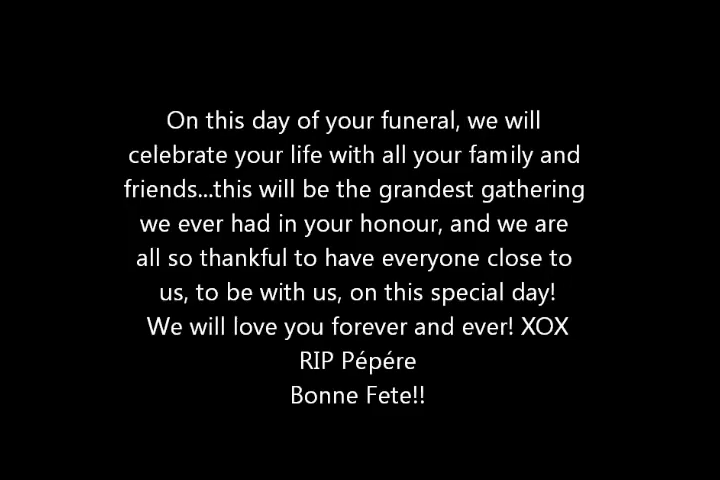 On this day of your funeral, we will
celebrate your life with all your family and
friends...this will be the grandest gathering
we ever had in your honour, and we are
all so thankful to have everyone close to
us, to be with us, on this special day!
We will love you forever and ever! XOX
RIP Pépére
Bonne Fete!!